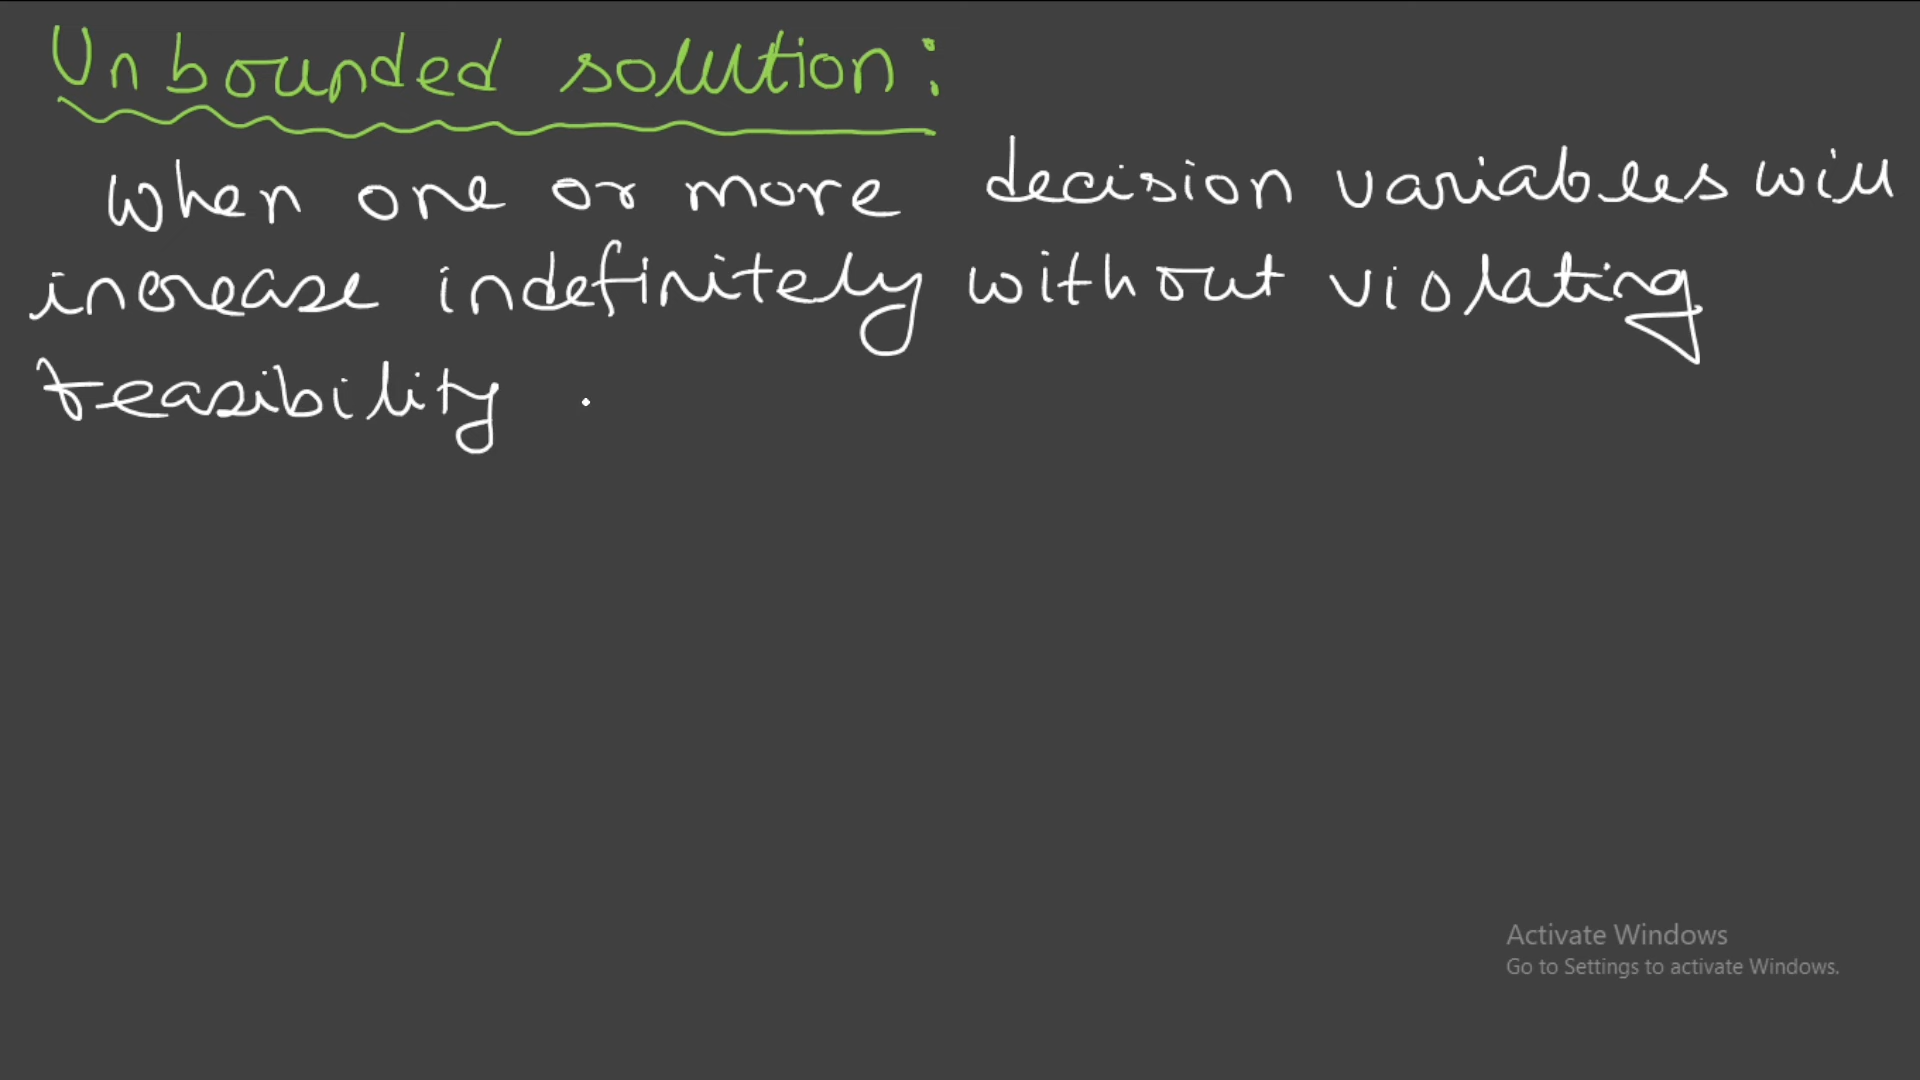 Unbounded solution:
When one or more decision variables will
increase indefinitely without violating
feasibility.
Activate Windows
Go to Settings to activate Windows.